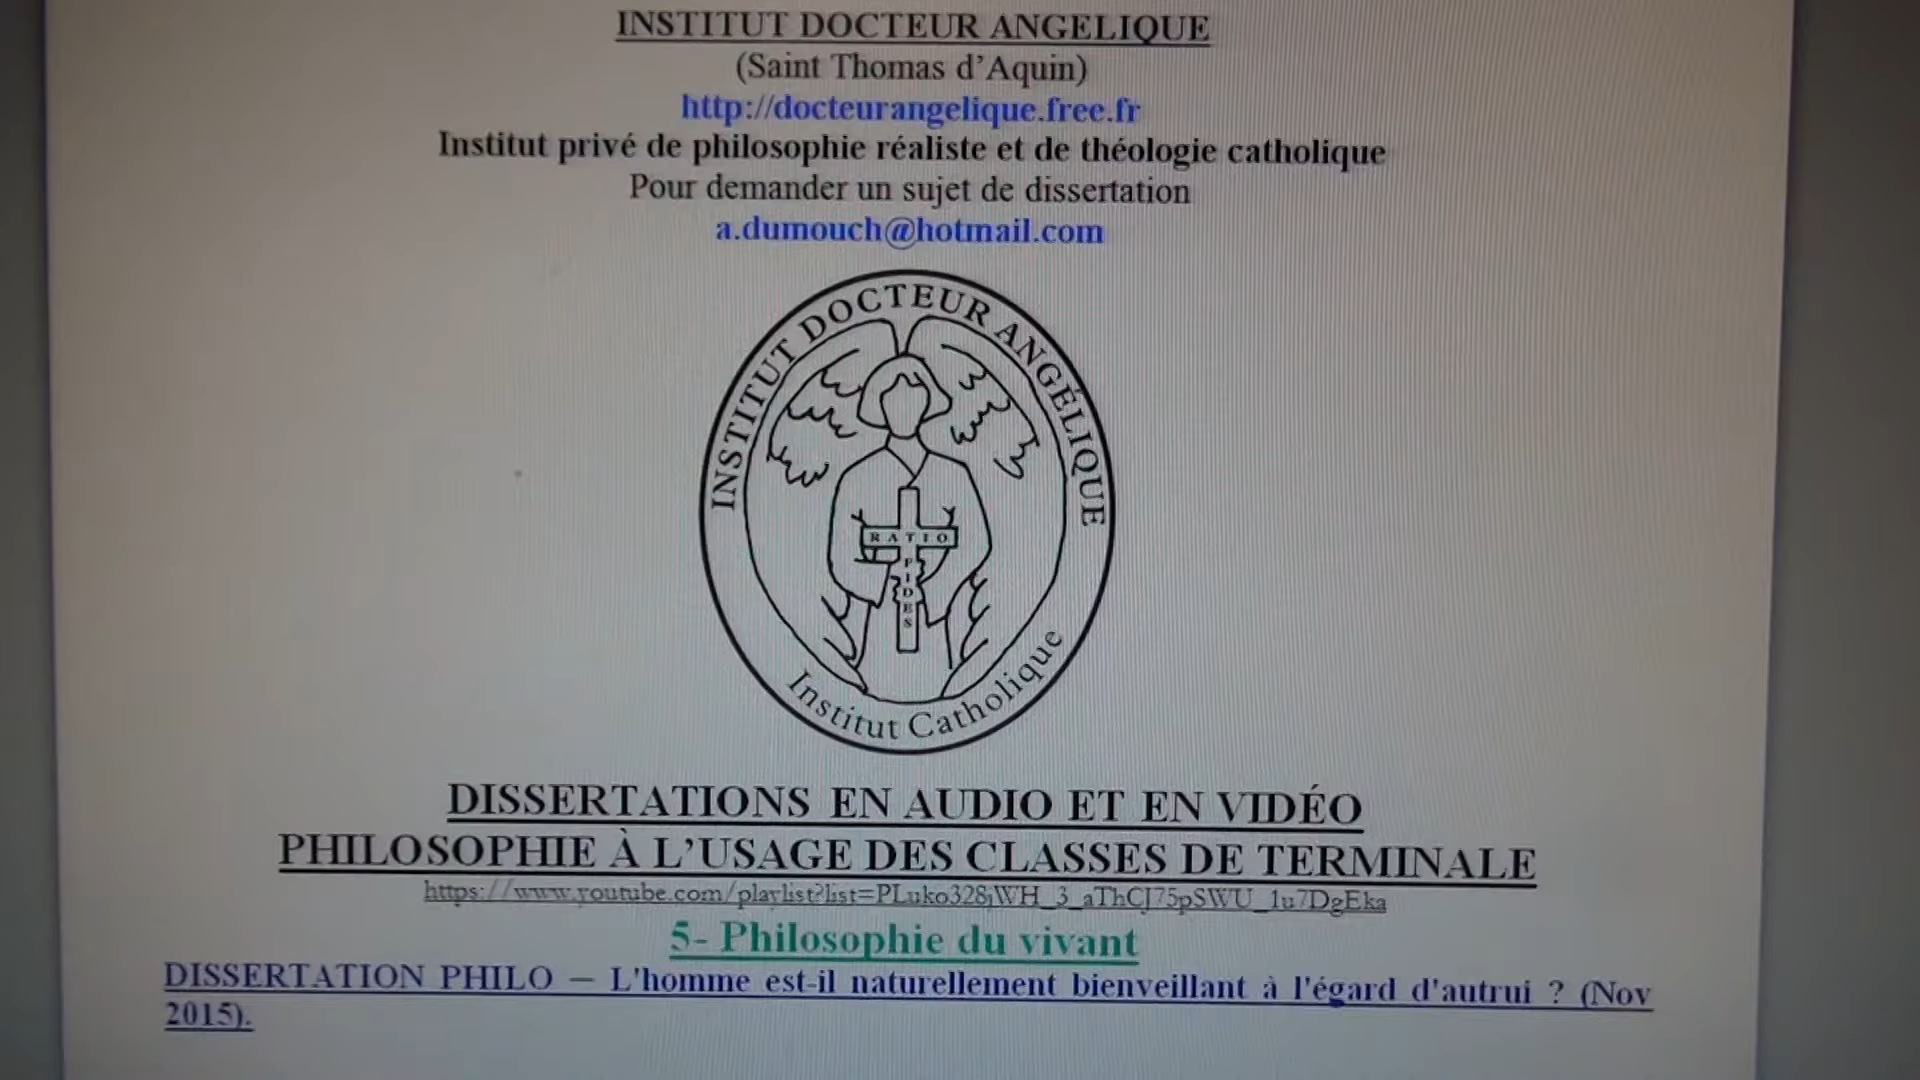 INSTITUT DOCTEUR ANGELIQUE
(Saint Thomas d'Aquin)
http://docteurangelique.free.fr
Institut privé de philosophie réaliste et de théologie catholique
Pour demander un sujet de dissertation
a.dumouch@hotmail.com
INSTITUT DOCTEUR ANGÉLIQUE
RATIO
FIDES
Institut Catholique
DISSERTATIONS EN AUDIO ET EN VIDÉO
PHILOSOPHIE À L'USAGE DES CLASSES DE TERMINALE
https://www.youtube.com/playlist?list=PLuko328jWH_3_aThCJ75pSWU_1u7DgEka
5- Philosophie du vivant
DISSERTATION PHILO – L'homme est-il naturellement bienveillant à l'égard d'autrui ? (Nov
2015).